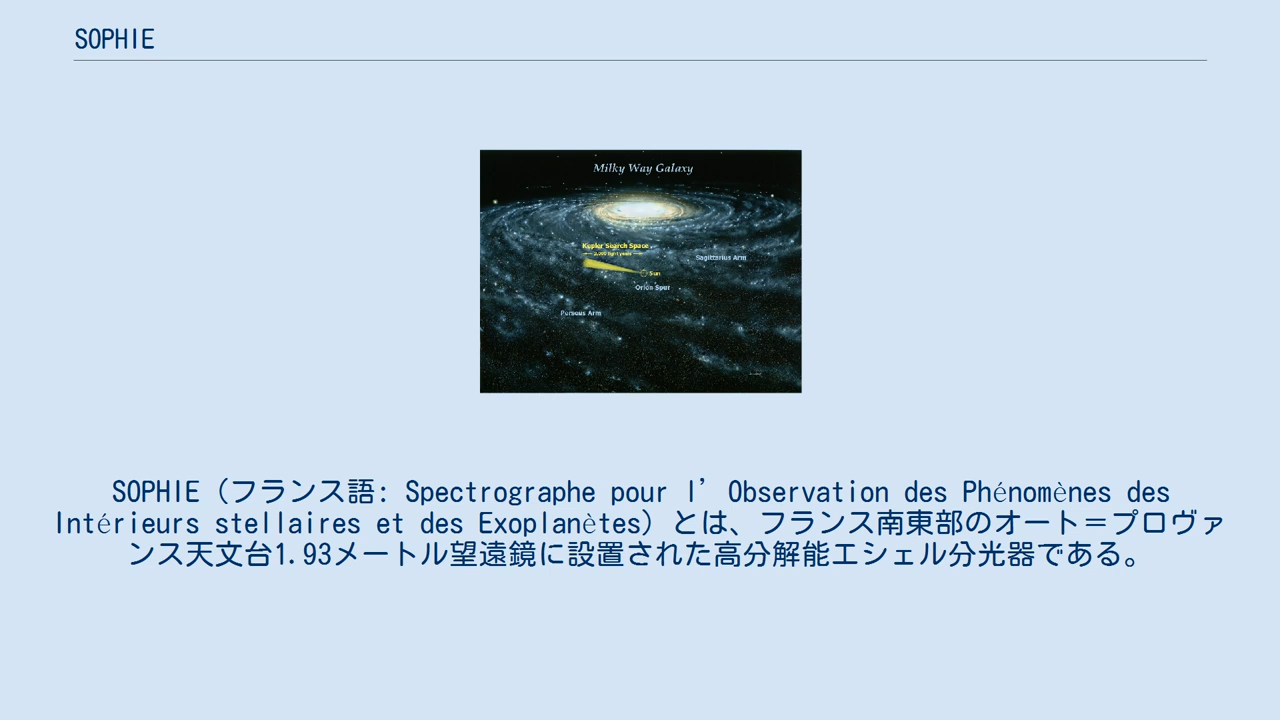 SOPHIE
Milky Way Galaxy
Kepler Search Space
3,000 light years
Sun
Sagittarius Arm
Orion Spur
Perseus Arm
SOPHIE（フランス語: Spectrographe pour l’Observation des Phénomènes des
Intérieurs stellaires et des Exoplanètes）とは、フランス南東部のオート＝プロヴァ
ンス天文台1.93メートル望遠鏡に設置された高分解能エシェル分光器である。